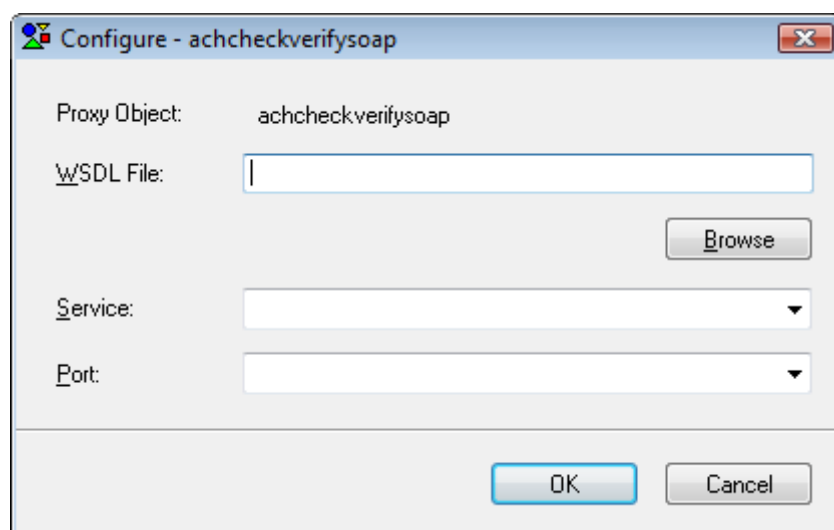 Configure - achcheckverifysoap
Proxy Object: achcheckverifysoap
WSDL File:
Browse
Service:
Port:
OK Cancel